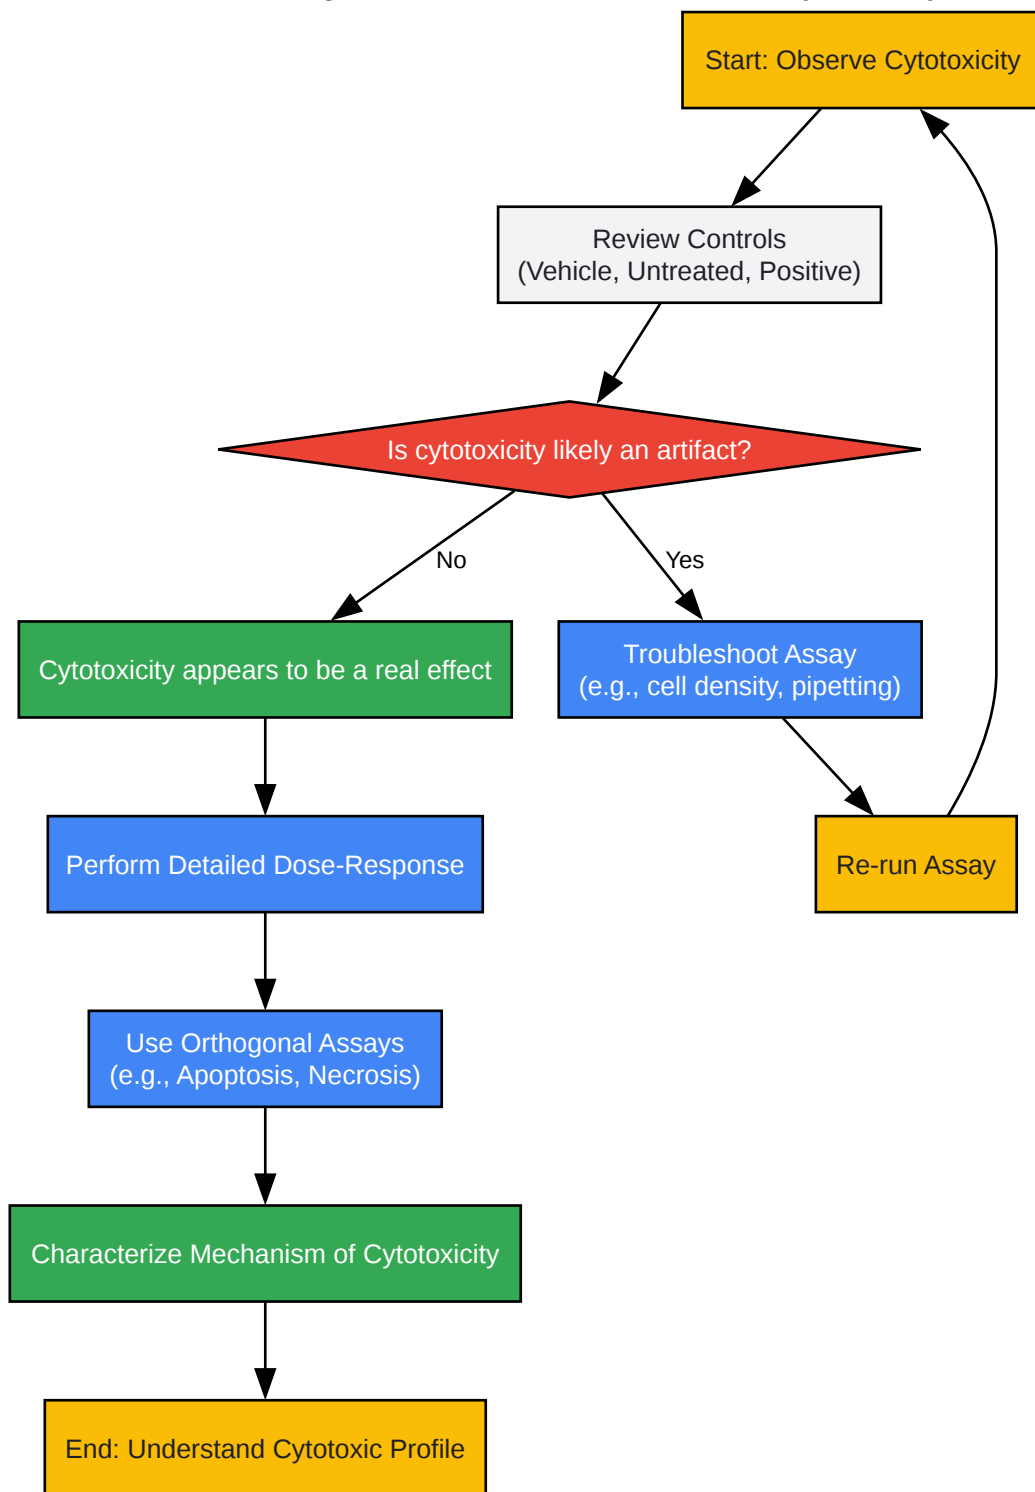 Start: Observe Cytotoxicity
Review Controls
(Vehicle, Untreated, Positive)
Is cytotoxicity likely an artifact?
No
Yes
Cytotoxicity appears to be a real effect
Troubleshoot Assay
(e.g., cell density, pipetting)
Perform Detailed Dose-Response
Re-run Assay
Use Orthogonal Assays
(e.g., Apoptosis, Necrosis)
Characterize Mechanism of Cytotoxicity
End: Understand Cytotoxic Profile